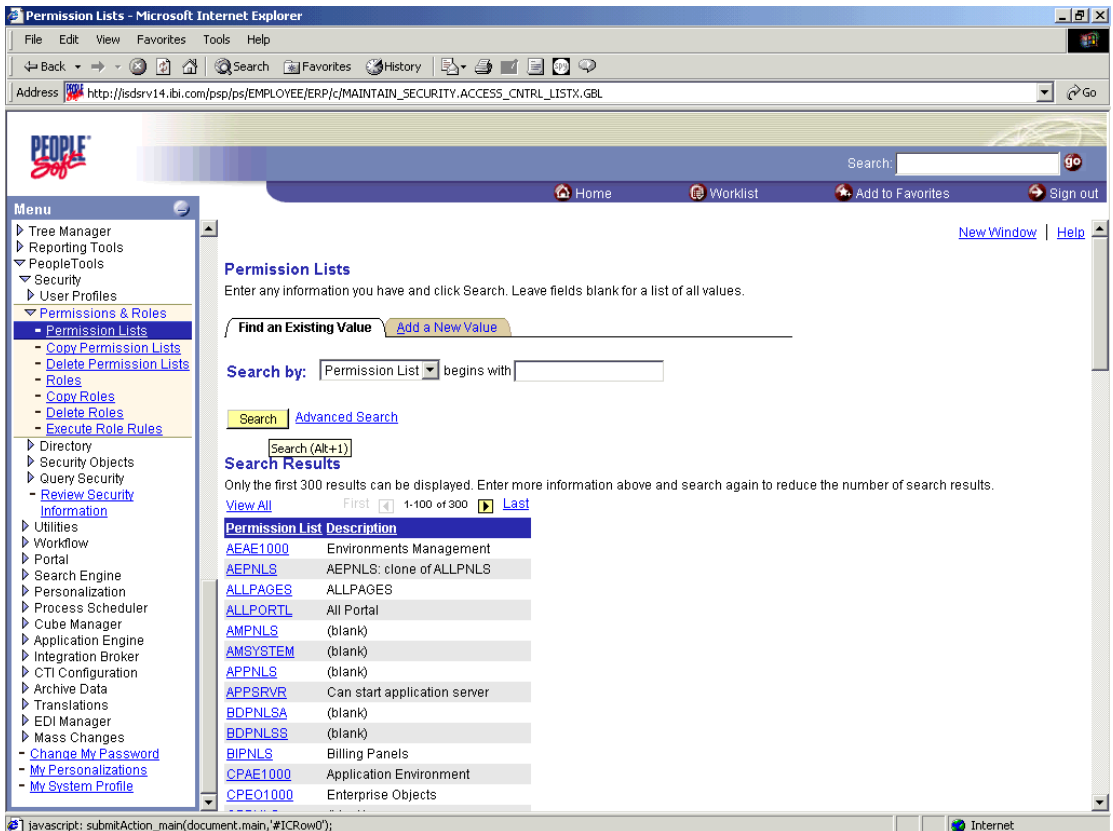 Permission Lists - Microsoft Internet Explorer
File Edit View Favorites Tools Help
Back Search Favorites History
Address http://isdsrv14.ibi.com/psp/ps/EMPLOYEE/ERP/c/MAINTAIN_SECURITY.ACCESS_CNTRL_LISTX.GBL Go
PEOPLE Soft
Search: go
Home Worklist Add to Favorites Sign out
Menu
Tree Manager
Reporting Tools
PeopleTools
Security
User Profiles
Permissions & Roles
- Permission Lists
- Copy Permission Lists
- Delete Permission Lists
- Roles
- Copy Roles
- Delete Roles
- Execute Role Rules
Directory
Security Objects
Query Security
- Review Security
Information
Utilities
Workflow
Portal
Search Engine
Personalization
Process Scheduler
Cube Manager
Application Engine
Integration Broker
CTI Configuration
Archive Data
Translations
EDI Manager
Mass Changes
- Change My Password
- My Personalizations
- My System Profile
New Window | Help
Permission Lists
Enter any information you have and click Search. Leave fields blank for a list of all values.
Find an Existing Value Add a New Value
Search by: Permission List begins with
Search Advanced Search
Search (Alt+1)
Search Results
Only the first 300 results can be displayed. Enter more information above and search again to reduce the number of search results.
View All First 1-100 of 300 Last
Permission List Description
AEAE1000 Environments Management
AEPNLS AEPNLS: clone of ALLPNLS
ALLPAGES ALLPAGES
ALLPORTL All Portal
AMPNLS (blank)
AMSYSTEM (blank)
APPNLS (blank)
APPSRVR Can start application server
BDPNLSA (blank)
BDPNLSS (blank)
BIPNLS Billing Panels
CPAE1000 Application Environment
CPEO1000 Enterprise Objects
javascript: submitAction_main(document.main,'#ICRow0'); Internet